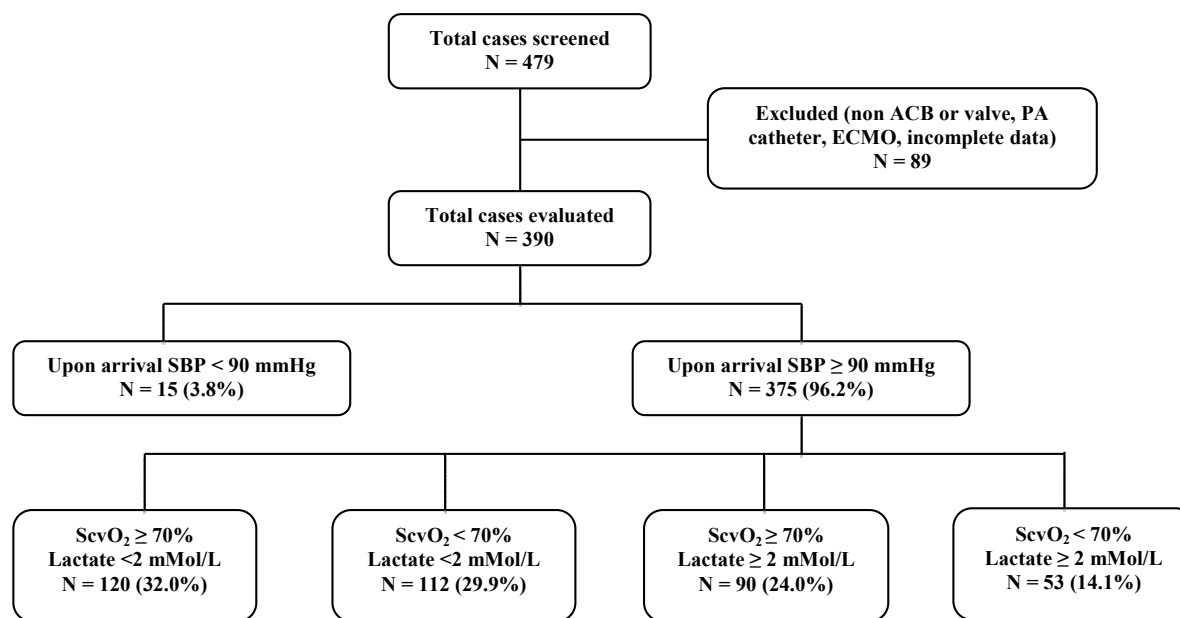 Total cases screened
N = 479
Excluded (non ACB or valve, PA
catheter, ECMO, incomplete data)
N = 89
Total cases evaluated
N = 390
Upon arrival SBP < 90 mmHg
N = 15 (3.8%)
Upon arrival SBP ≥ 90 mmHg
N = 375 (96.2%)
ScvO₂ ≥ 70%
Lactate <2 mMol/L
N = 120 (32.0%)
ScvO₂ < 70%
Lactate <2 mMol/L
N = 112 (29.9%)
ScvO₂ ≥ 70%
Lactate ≥ 2 mMol/L
N = 90 (24.0%)
ScvO₂ < 70%
Lactate ≥ 2 mMol/L
N = 53 (14.1%)